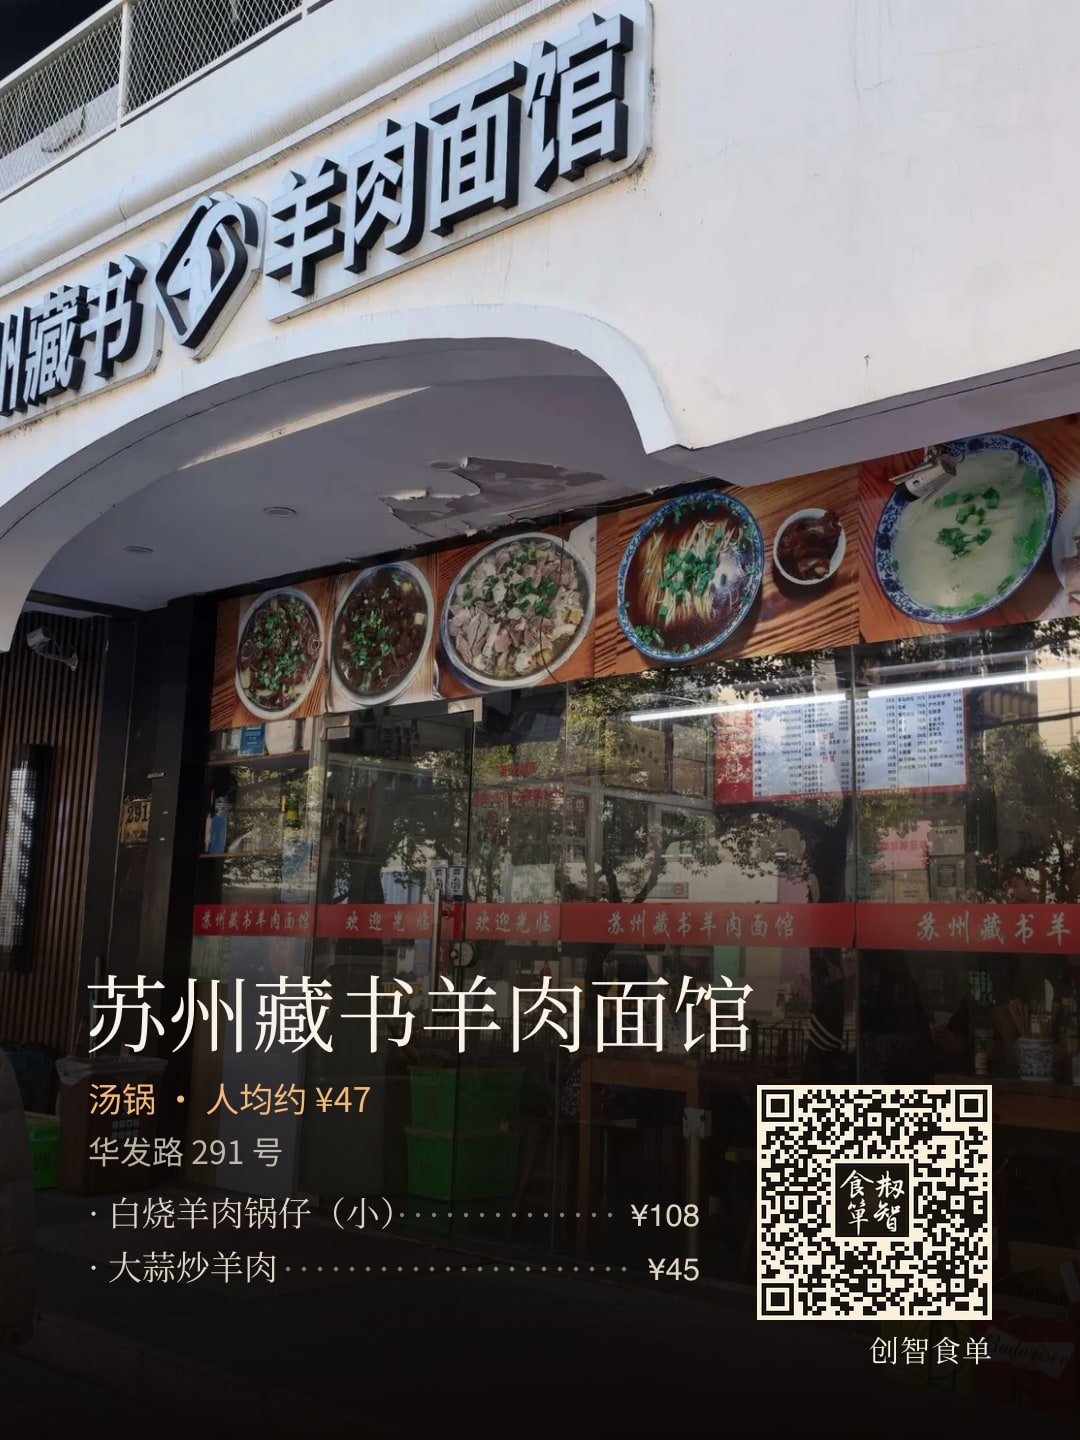 州藏书 羊肉面馆
291
苏州藏书羊肉面馆 欢迎光临 欢迎光临 苏州藏书羊肉面馆 苏州藏书羊
苏州藏书羊肉面馆
汤锅 · 人均约 ¥47
华发路 291 号
· 白烧羊肉锅仔（小） ¥108
· 大蒜炒羊肉 ¥45
食单 创智
创智食单
Budweiser